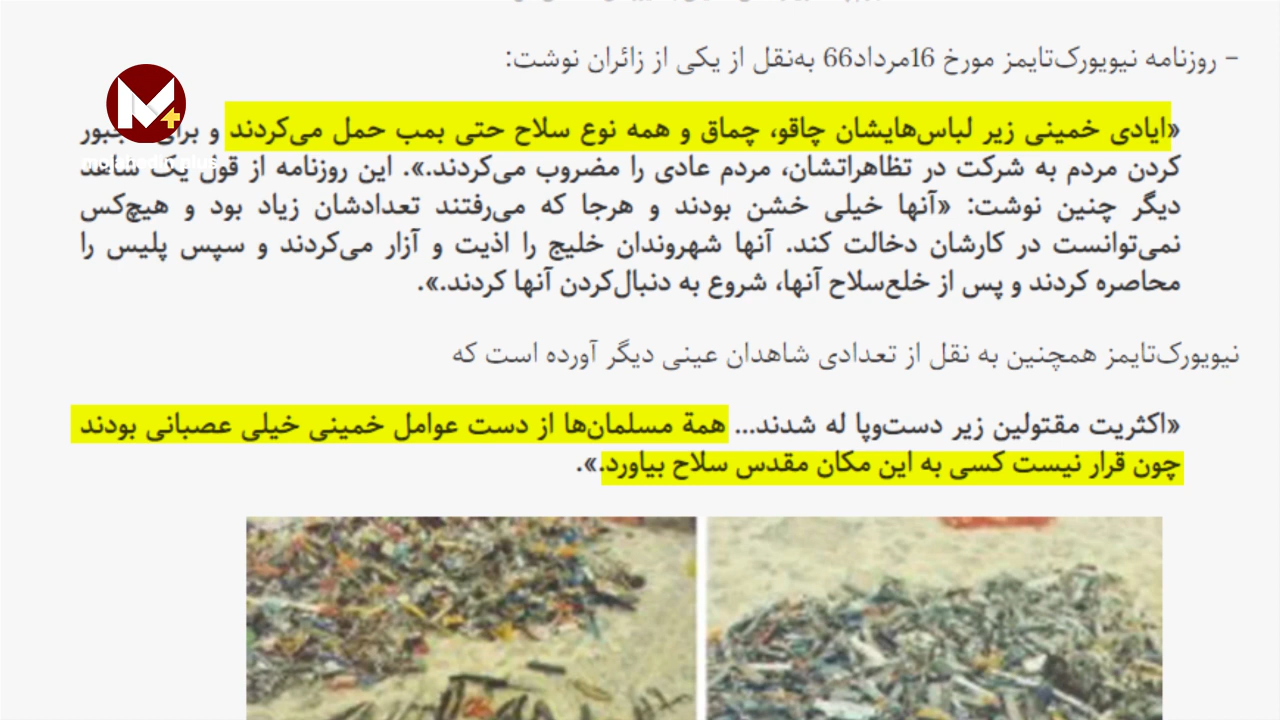 – روزنامه نیویورک‌تایمز مورخ 16مرداد66 به‌نقل از یکی از زائران نوشت:
«ایادی خمینی زیر لباس‌هایشان چاقو، چماق و همه نوع سلاح حتی بمب حمل می‌کردند و برای
کردن مردم به شرکت در تظاهراتشان، مردم عادی را مضروب می‌کردند.». این روزنامه از قول یک شاهد
دیگر چنین نوشت: «آنها خیلی خشن بودند و هرجا که می‌رفتند تعدادشان زیاد بود و هیچ‌کس
نمی‌توانست در کارشان دخالت کند. آنها شهروندان خلیج را اذیت و آزار می‌کردند و سپس پلیس را
محاصره کردند و پس از خلع‌سلاح آنها، شروع به دنبال‌کردن آنها کردند.».
نیویورک‌تایمز همچنین به نقل از تعدادی شاهدان عینی دیگر آورده است که
«اکثریت مقتولین زیر دست‌وپا له شدند... همة مسلمان‌ها از دست عوامل خمینی خیلی عصبانی بودند
چون قرار نیست کسی به این مکان مقدس سلاح بیاورد.».